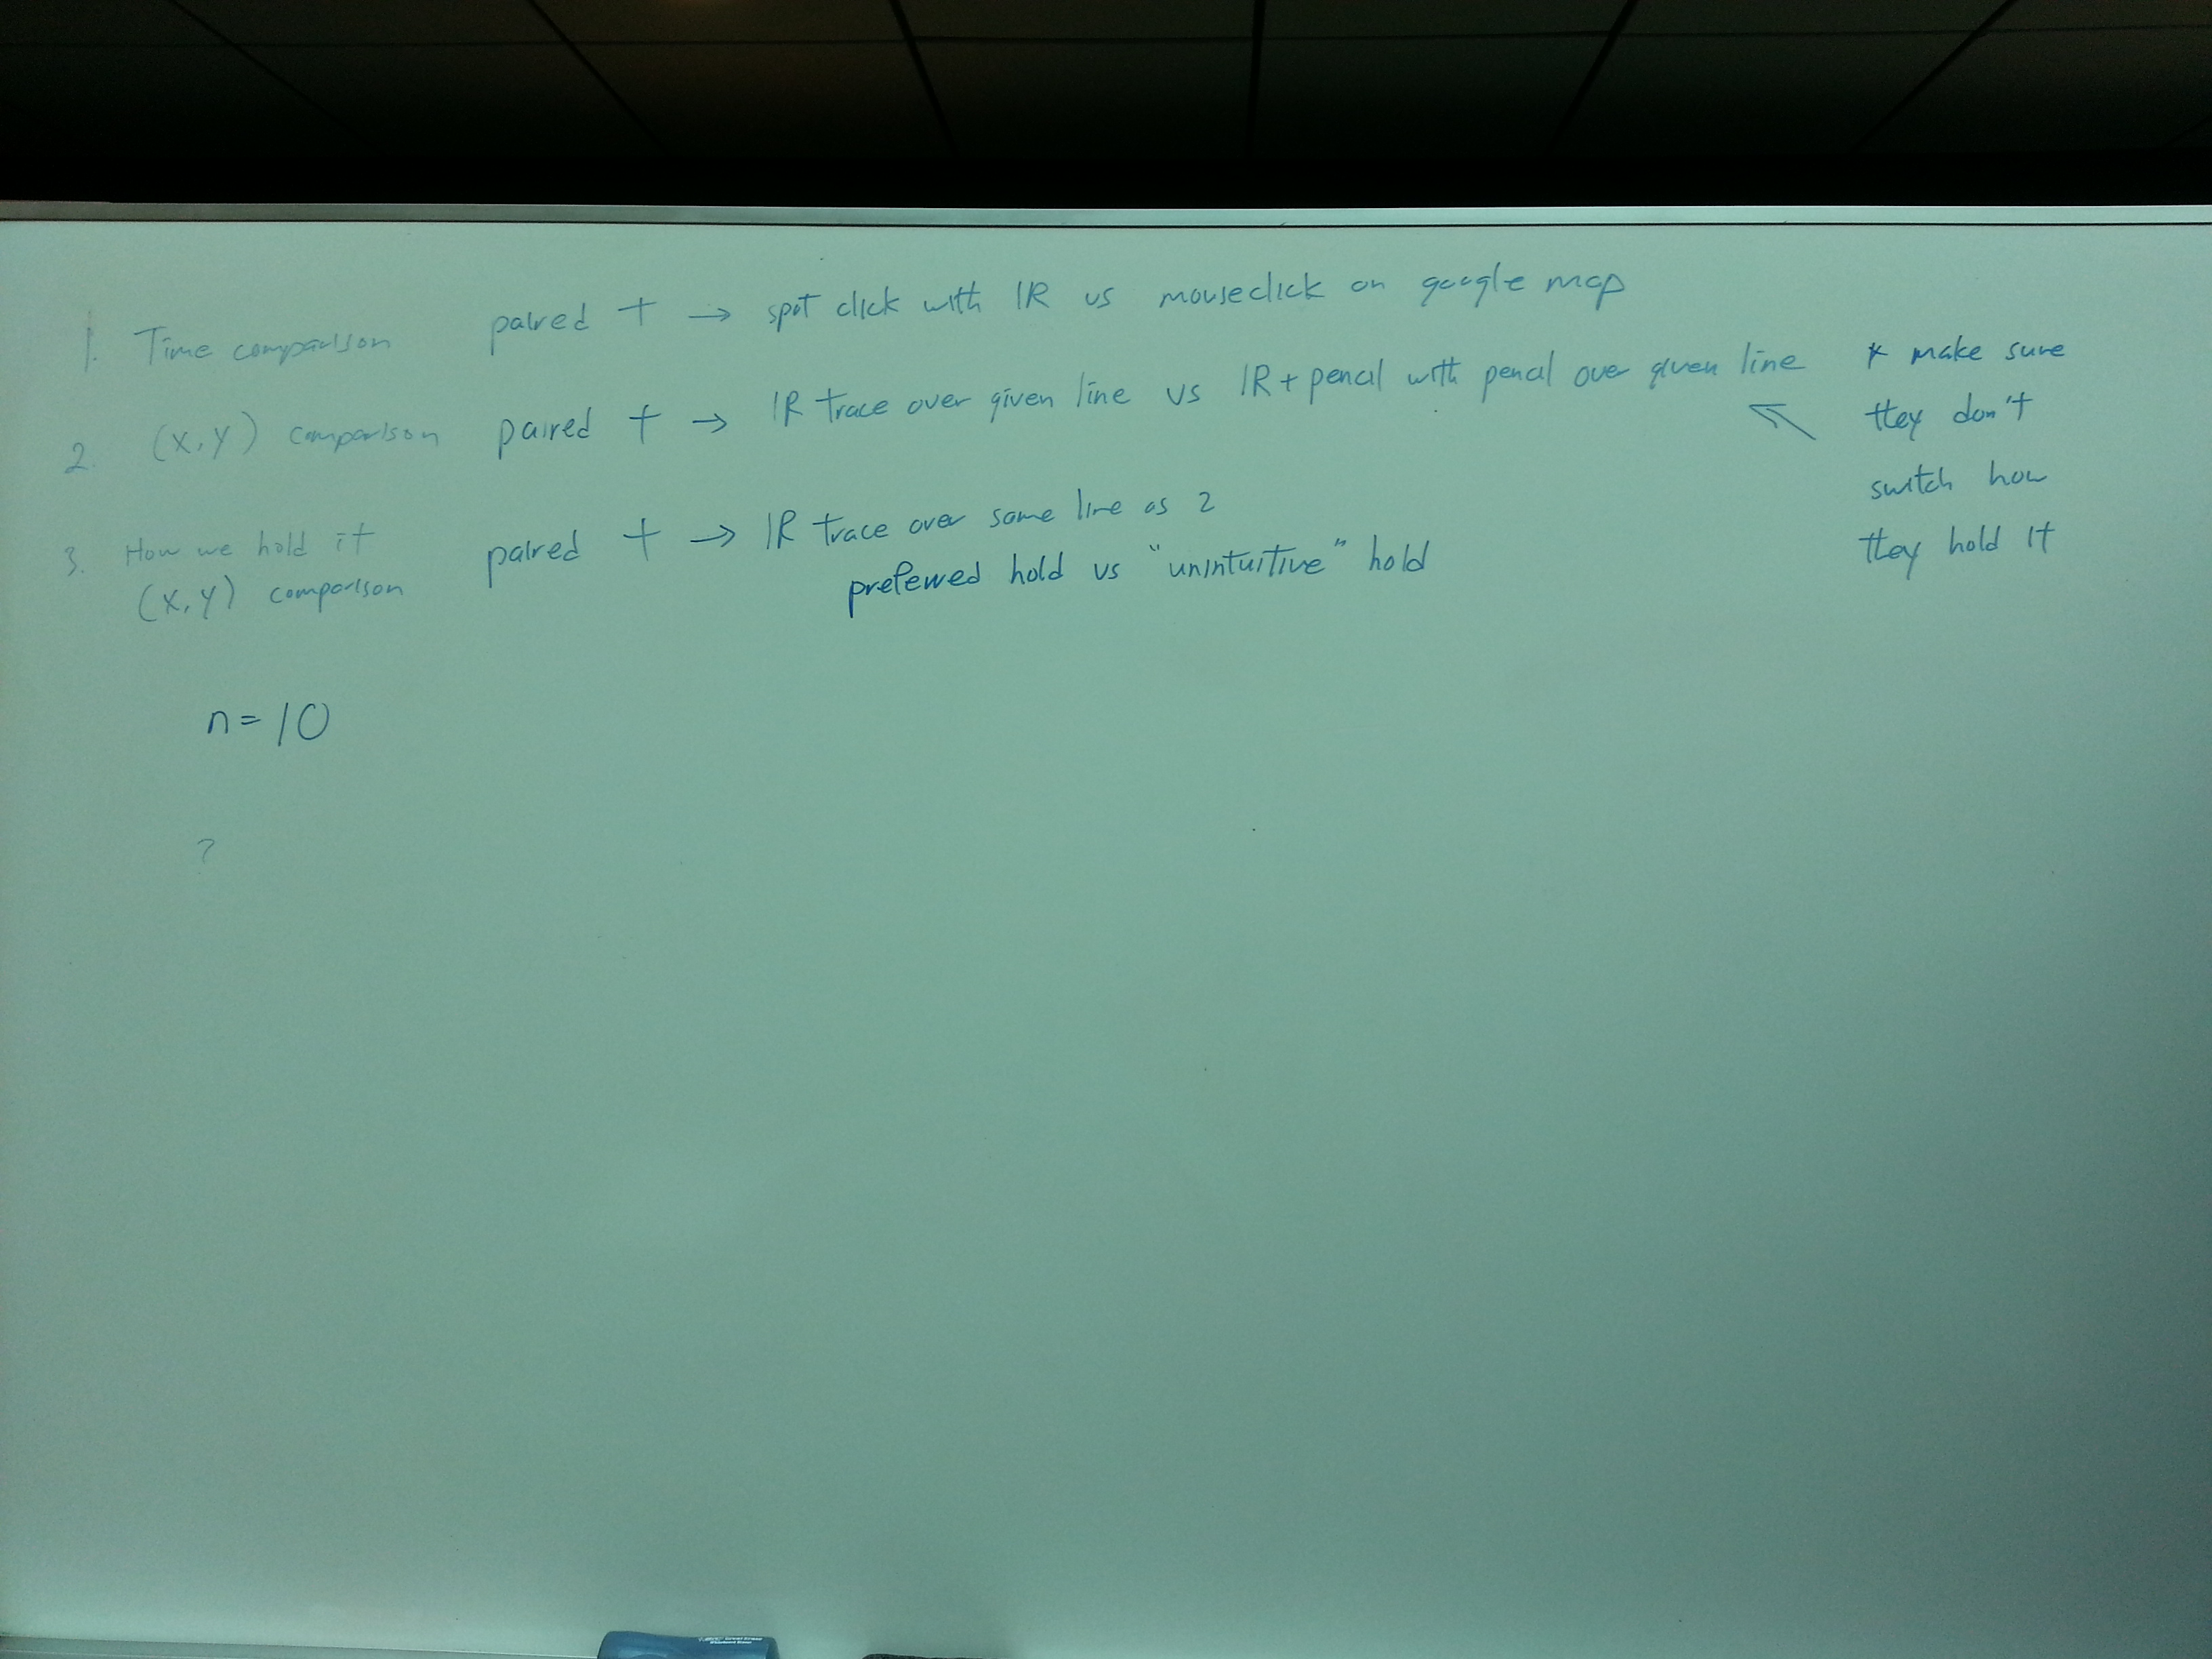 1. Time comparison paired t → spot click with IR vs mouseclick on google map
2. (x,y) comparison paired t → IR trace over given line vs IR + pencil with pencil over given line
3. How we hold it (x,y) comparison paired t → IR trace over same line as 2
preferred hold vs "unintuitive" hold
* make sure
they don't
switch how
they hold it
n=10
?